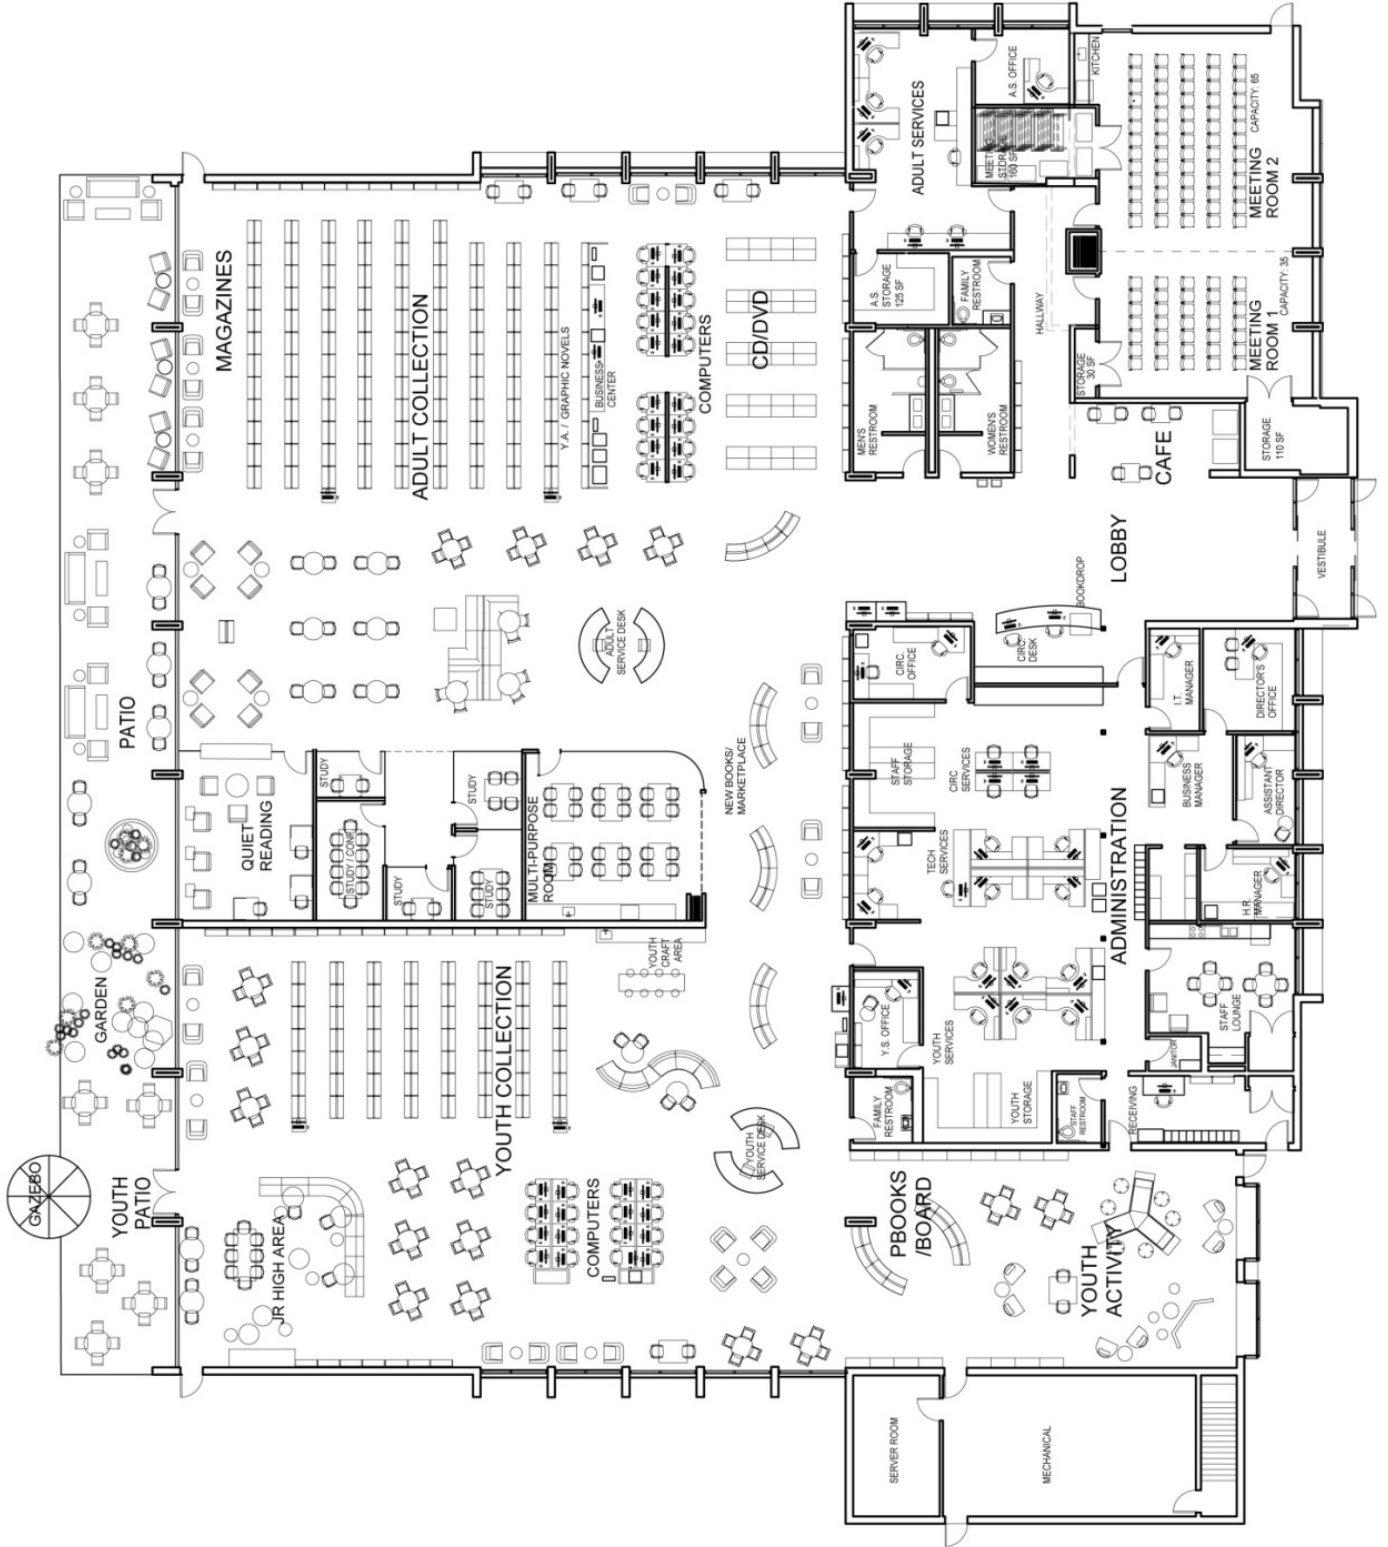 KITCHEN
A.S. OFFICE
ADULT SERVICES
MEETING
STORAGE
160 SF
MEETING
ROOM 2
CAPACITY: 65
MAGAZINES
ADULT COLLECTION
Y.A. / GRAPHIC NOVELS
BUSINESS
CENTER
COMPUTERS
CD/DVD
A.S.
STORAGE
125 SF
FAMILY
RESTROOM
HALLWAY
MEETING
ROOM 1
CAPACITY: 35
STORAGE
30 SF
MEN'S
RESTROOM
WOMEN'S
RESTROOM
CAFE
STORAGE
110 SF
LOBBY
VESTIBULE
BOOKDROP
CIRC.
DESK
CIRC.
OFFICE
ADULT
SERVICE DESK
I.T.
MANAGER
DIRECTOR'S
OFFICE
PATIO
STUDY
STUDY
QUIET
READING
STUDY / CONF
STUDY
STUDY
MULTI-PURPOSE
ROOM
NEW BOOKS/
MARKETPLACE
STAFF
STORAGE
CIRC
SERVICES
BUSINESS
MANAGER
ASSISTANT
DIRECTOR
TECH
SERVICES
ADMINISTRATION
H.R.
MANAGER
GARDEN
YOUTH COLLECTION
YOUTH
CRAFT
AREA
Y.S. OFFICE
YOUTH
SERVICES
STAFF
LOUNGE
JANITOR
FAMILY
RESTROOM
YOUTH
STORAGE
STAFF
RESTROOM
RECEIVING
GAZEBO
YOUTH
PATIO
YOUTH
SERVICE DESK
JR HIGH AREA
COMPUTERS
PBOOKS
/BOARD
YOUTH
ACTIVITY
SERVER ROOM
MECHANICAL